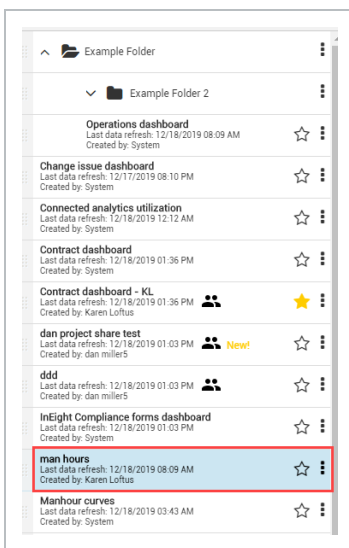 Example Folder
Example Folder 2
Operations dashboard
Last data refresh: 12/18/2019 08:09 AM
Created by: System
Change issue dashboard
Last data refresh: 12/17/2019 08:10 PM
Created by: System
Connected analytics utilization
Last data refresh: 12/18/2019 12:12 AM
Created by: System
Contract dashboard
Last data refresh: 12/18/2019 01:36 PM
Created by: System
Contract dashboard - KL
Last data refresh: 12/18/2019 01:36 PM
Created by: Karen Loftus
dan project share test
Last data refresh: 12/18/2019 01:03 PM New!
Created by: dan miller5
ddd
Last data refresh: 12/18/2019 01:03 PM
Created by: dan miller5
InEight Compliance forms dashboard
Last data refresh: 12/18/2019 01:03 PM
Created by: System
man hours
Last data refresh: 12/18/2019 08:09 AM
Created by: Karen Loftus
Manhour curves
Last data refresh: 12/18/2019 03:43 AM
Created by: System